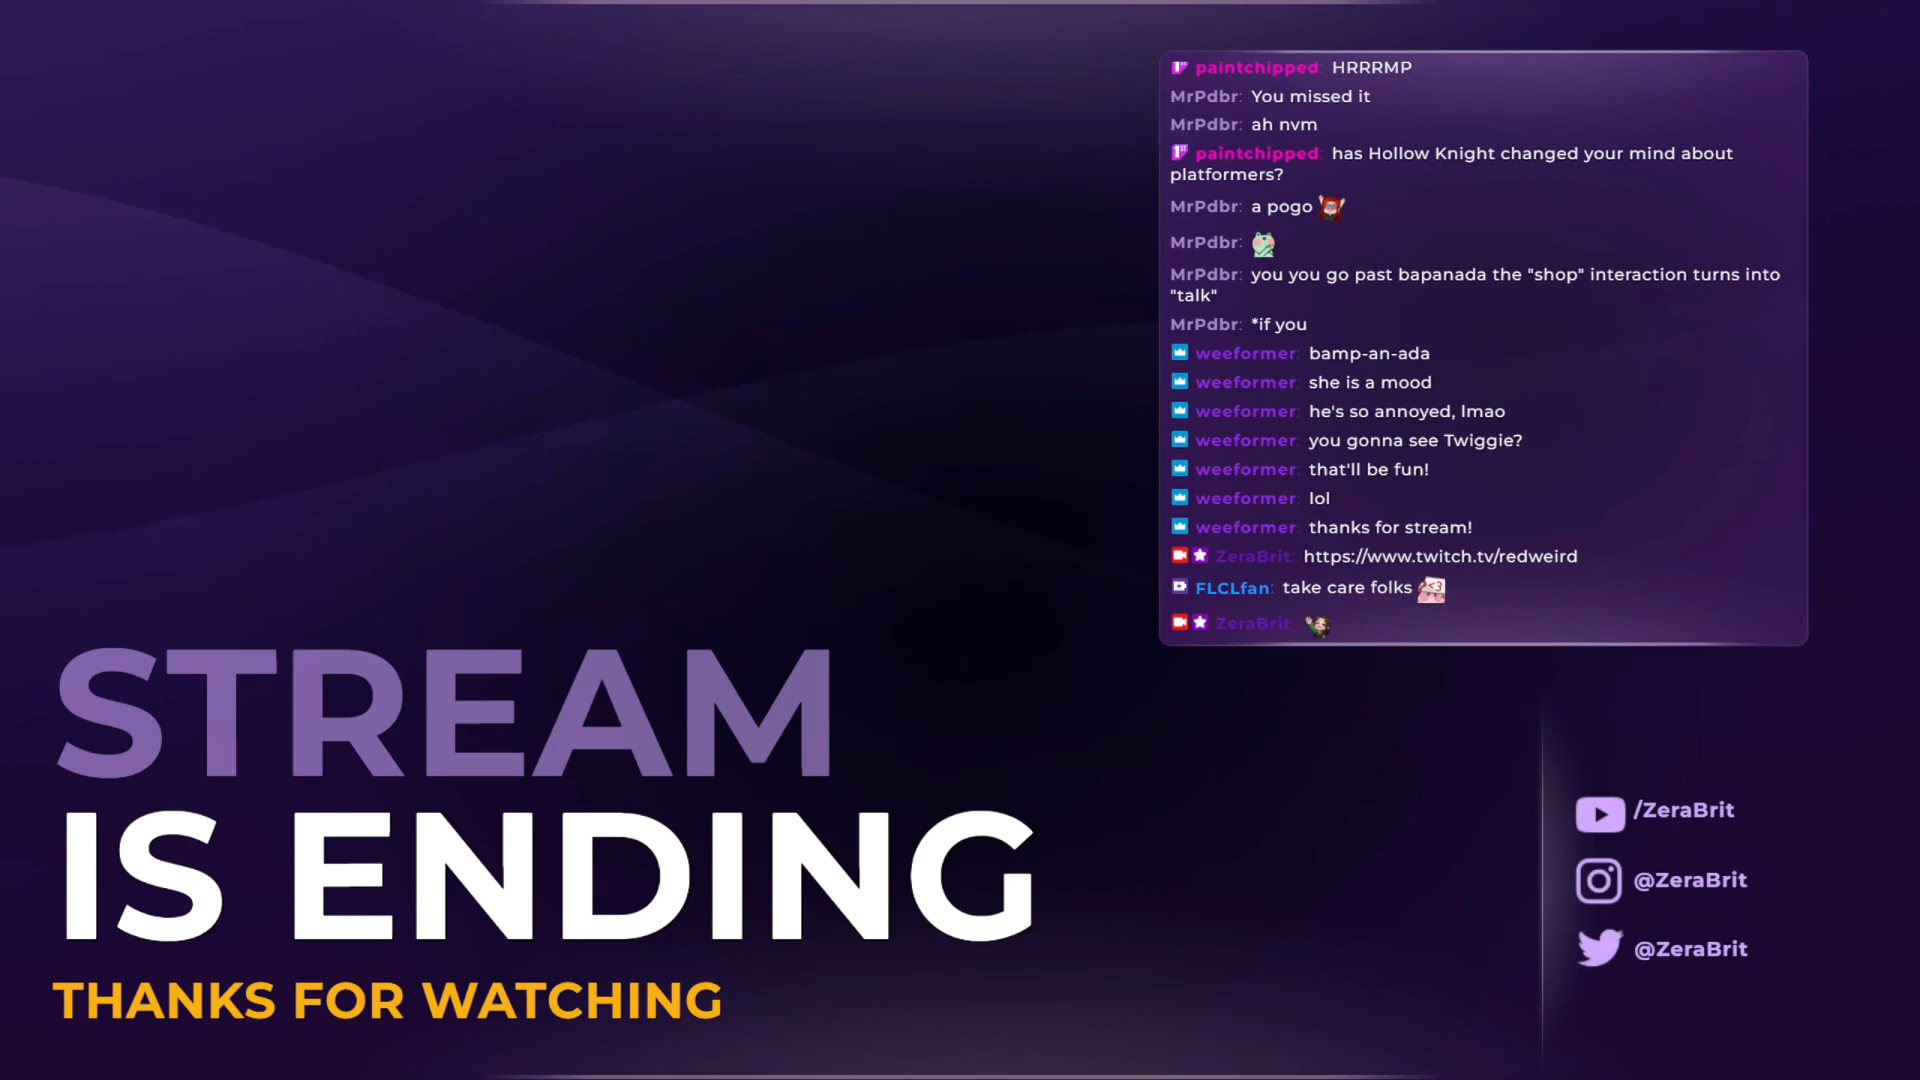 paintchipped: HRRRMP
MrPdbr: You missed it
MrPdbr: ah nvm
paintchipped: has Hollow Knight changed your mind about
platformers?
MrPdbr: a pogo
MrPdbr:
MrPdbr: you you go past bapanada the "shop" interaction turns into
"talk"
MrPdbr: *if you
weeformer: bamp-an-ada
weeformer: she is a mood
weeformer: he's so annoyed, lmao
weeformer: you gonna see Twiggie?
weeformer: that'll be fun!
weeformer: lol
weeformer: thanks for stream!
ZeraBrit: https://www.twitch.tv/redweird
FLCLfan: take care folks <3
ZeraBrit:
STREAM
IS ENDING
THANKS FOR WATCHING
/ZeraBrit
@ZeraBrit
@ZeraBrit